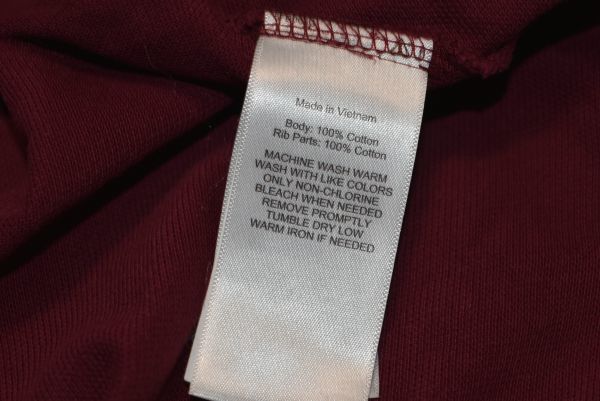 Made in Vietnam
Body: 100% Cotton
Rib Parts: 100% Cotton
MACHINE WASH WARM
WASH WITH LIKE COLORS
ONLY NON-CHLORINE
BLEACH WHEN NEEDED
REMOVE PROMPTLY
TUMBLE DRY LOW
WARM IRON IF NEEDED